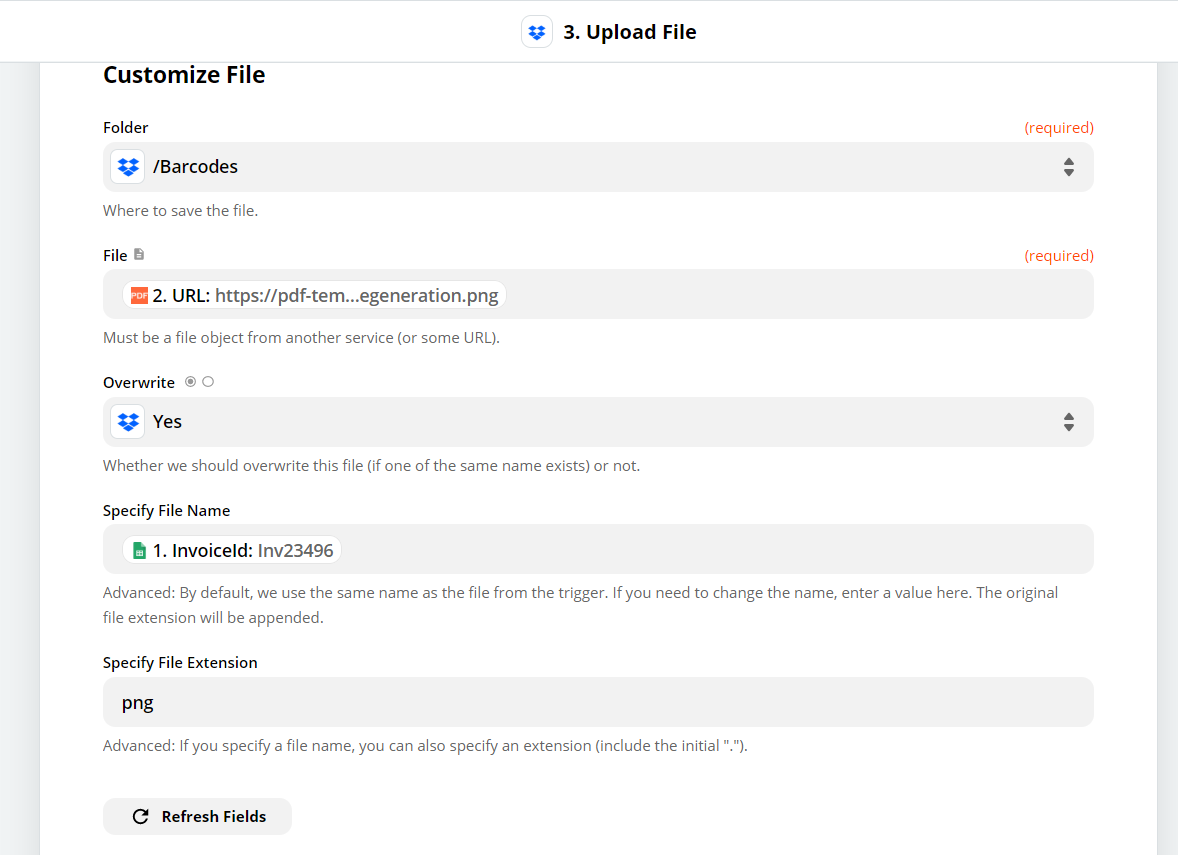 3. Upload File
Customize File
Folder
(required)
/Barcodes
Where to save the file.
File
(required)
PDF 2. URL: https://pdf-tem...egeneration.png
Must be a file object from another service (or some URL).
Overwrite
Yes
Whether we should overwrite this file (if one of the same name exists) or not.
Specify File Name
1. InvoiceId: Inv23496
Advanced: By default, we use the same name as the file from the trigger. If you need to change the name, enter a value here. The original
file extension will be appended.
Specify File Extension
png
Advanced: If you specify a file name, you can also specify an extension (include the initial ".").
Refresh Fields